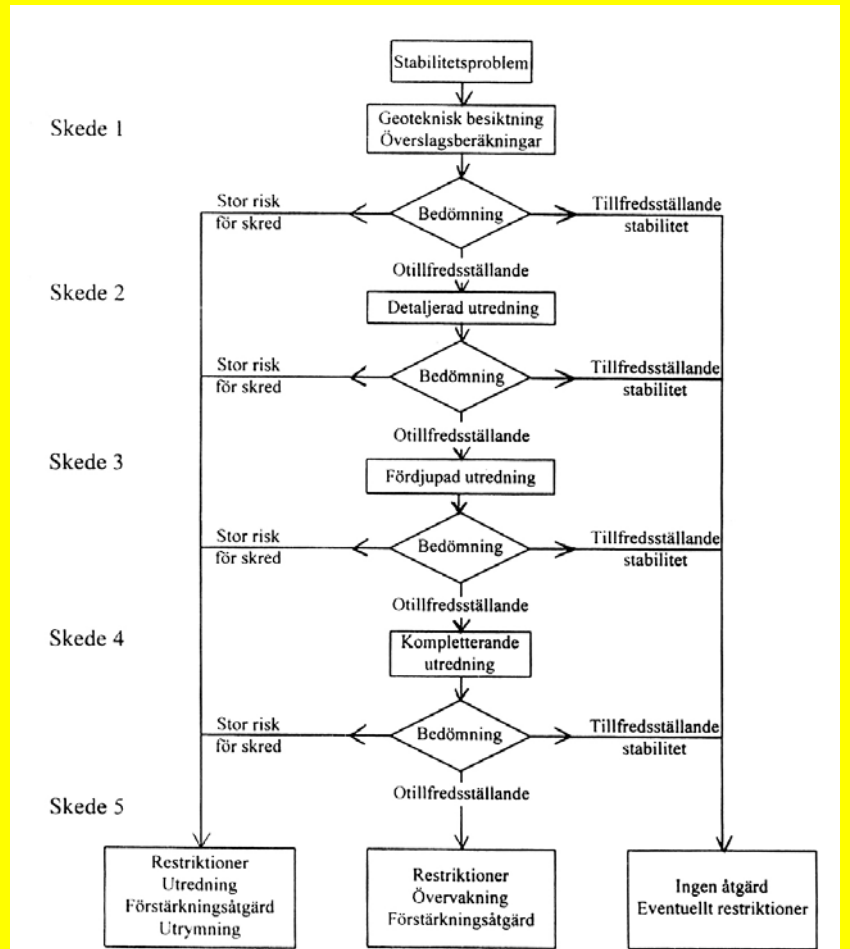 Stabilitetsproblem
Skede 1
Geoteknisk besiktning
Överslagsberäkningar
Stor risk
för skred
Bedömning
Tillfredsställande
stabilitet
Otillfredsställande
Skede 2
Detaljerad utredning
Stor risk
för skred
Bedömning
Tillfredsställande
stabilitet
Otillfredsställande
Skede 3
Fördjupad utredning
Stor risk
för skred
Bedömning
Tillfredsställande
stabilitet
Otillfredsställande
Skede 4
Kompletterande
utredning
Stor risk
för skred
Bedömning
Tillfredsställande
stabilitet
Otillfredsställande
Skede 5
Restriktioner
Utredning
Förstärkningsåtgärd
Utrymning
Restriktioner
Övervakning
Förstärkningsåtgärd
Ingen åtgärd
Eventuellt restriktioner